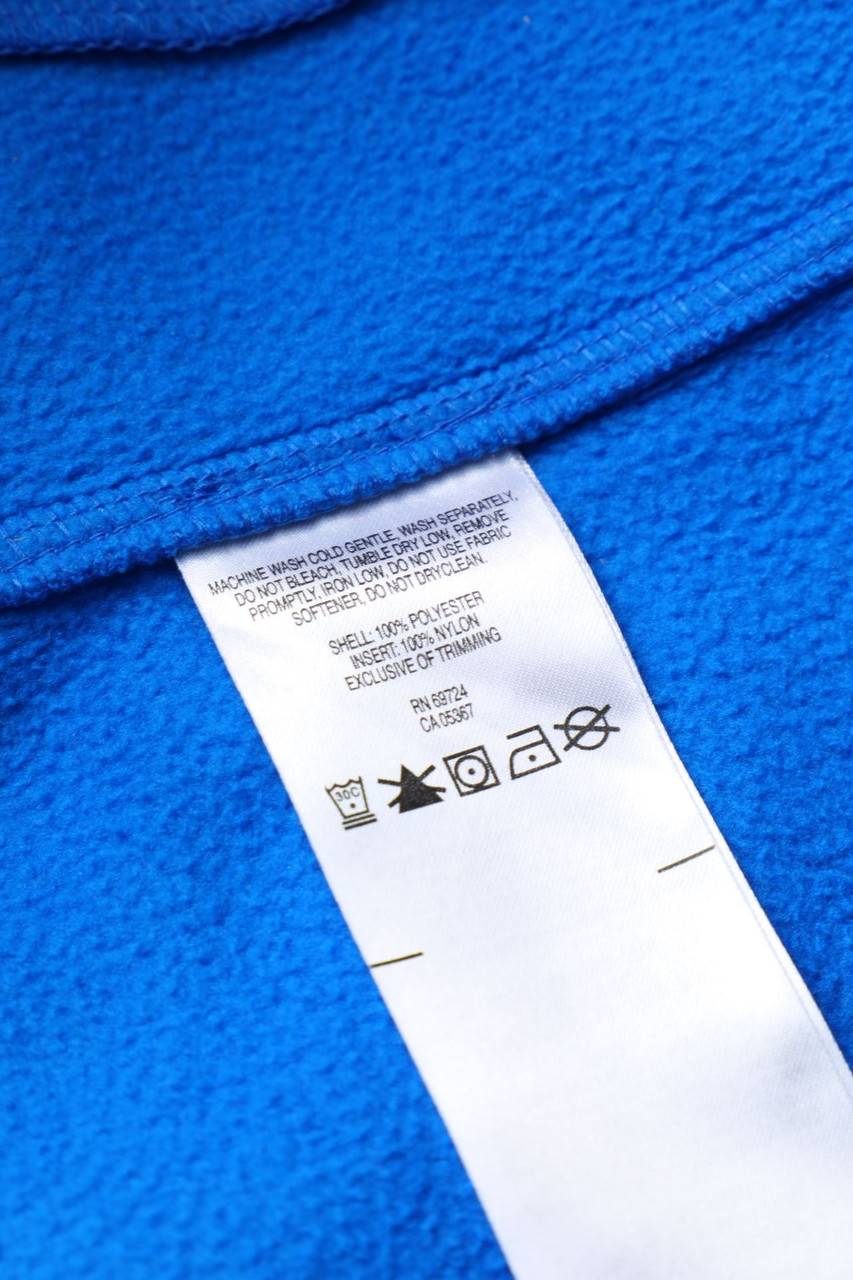 MACHINE WASH COLD GENTLE, WASH SEPARATELY,
DO NOT BLEACH, TUMBLE DRY LOW, REMOVE
PROMPTLY, IRON LOW, DO NOT USE FABRIC
SOFTENER, DO NOT DRYCLEAN.
SHELL: 100% POLYESTER
INSERT: 100% NYLON
EXCLUSIVE OF TRIMMING
RN 69724
CA 05367
30C